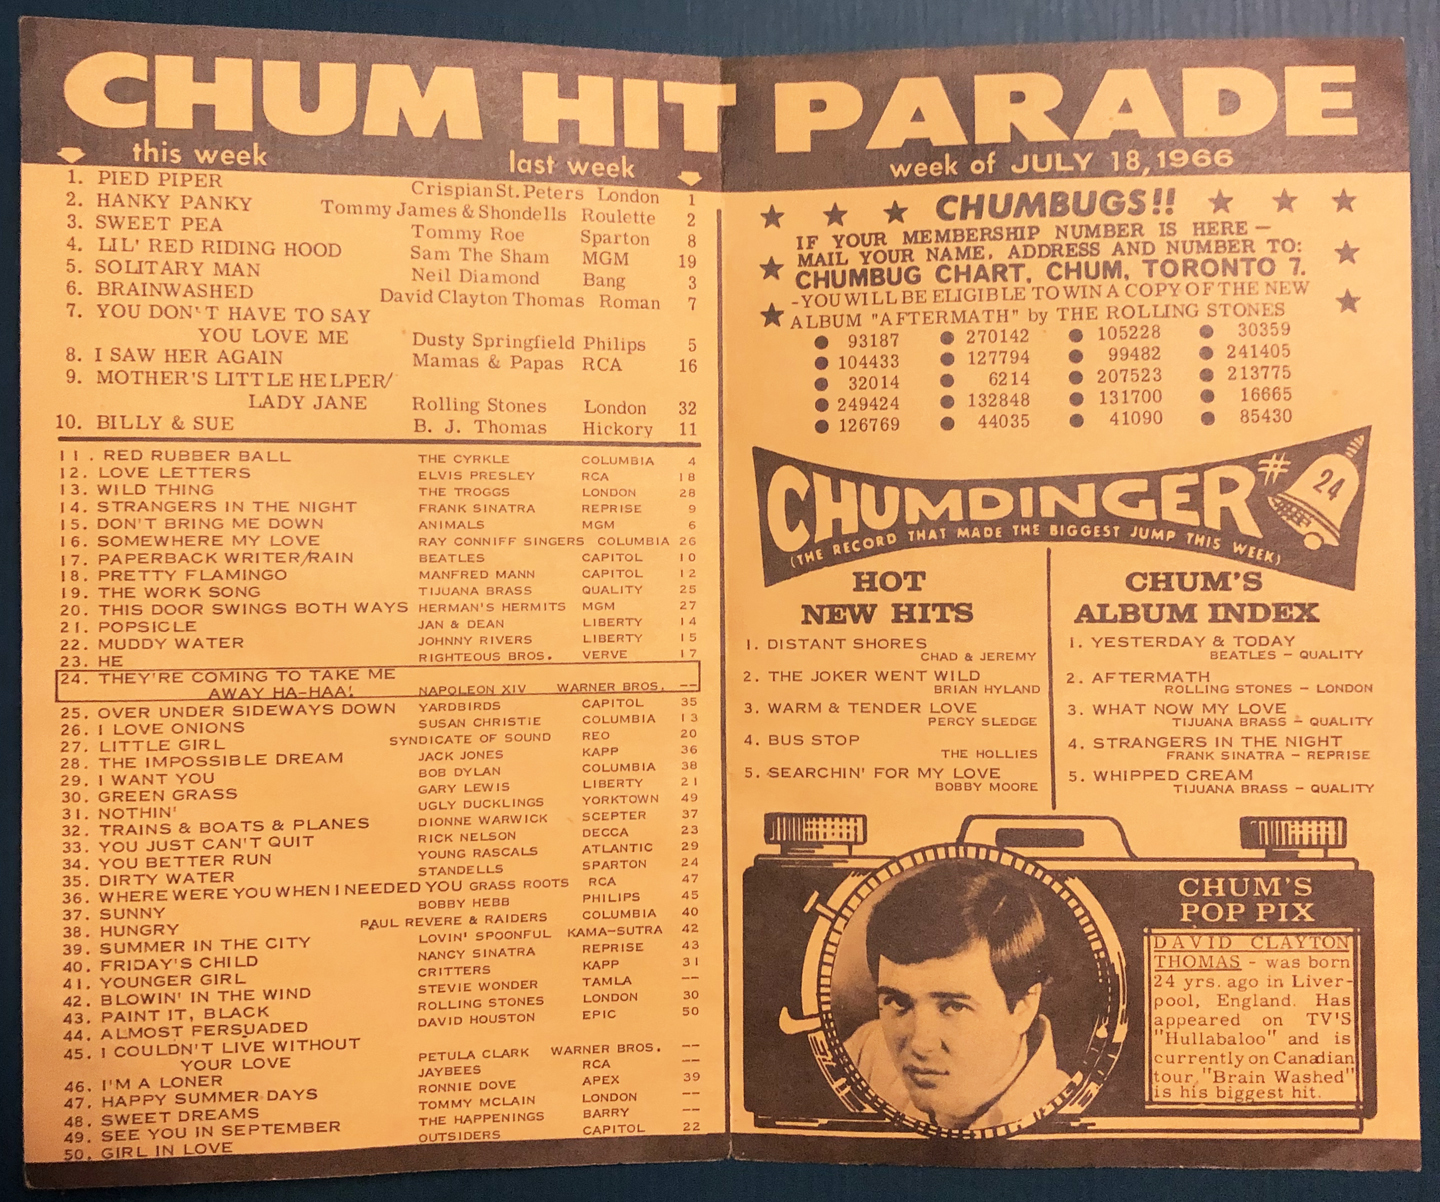 CHUM HIT PARADE
this week last week week of JULY 18, 1966
1. PIED PIPER Crispian St. Peters London 1
2. HANKY PANKY Tommy James & Shondells Roulette 2
3. SWEET PEA Tommy Roe Sparton 8
4. LIL' RED RIDING HOOD Sam The Sham MGM 19
5. SOLITARY MAN Neil Diamond Bang 3
6. BRAINWASHED David Clayton Thomas Roman 7
7. YOU DON'T HAVE TO SAY
YOU LOVE ME Dusty Springfield Philips 5
8. I SAW HER AGAIN Mamas & Papas RCA 16
9. MOTHER'S LITTLE HELPER/
LADY JANE Rolling Stones London 32
10. BILLY & SUE B. J. Thomas Hickory 11
11. RED RUBBER BALL THE CYRKLE COLUMBIA 4
12. LOVE LETTERS ELVIS PRESLEY RCA 18
13. WILD THING THE TROGGS LONDON 28
14. STRANGERS IN THE NIGHT FRANK SINATRA REPRISE 9
15. DON'T BRING ME DOWN ANIMALS MGM 6
16. SOMEWHERE MY LOVE RAY CONNIFF SINGERS COLUMBIA 26
17. PAPERBACK WRITER/RAIN BEATLES CAPITOL 10
18. PRETTY FLAMINGO MANFRED MANN CAPITOL 12
19. THE WORK SONG TIJUANA BRASS QUALITY 25
20. THIS DOOR SWINGS BOTH WAYS HERMAN'S HERMITS MGM 27
21. POPSICLE JAN & DEAN LIBERTY 14
22. MUDDY WATER JOHNNY RIVERS LIBERTY 15
23. HE RIGHTEOUS BROS. VERVE 17
24. THEY'RE COMING TO TAKE ME
AWAY HA-HAA! NAPOLEON XIV WARNER BROS. --
25. OVER UNDER SIDEWAYS DOWN YARDBIRDS CAPITOL 35
26. I LOVE ONIONS SUSAN CHRISTIE COLUMBIA 13
27. LITTLE GIRL SYNDICATE OF SOUND REO 20
28. THE IMPOSSIBLE DREAM JACK JONES KAPP 36
29. I WANT YOU BOB DYLAN COLUMBIA 38
30. GREEN GRASS GARY LEWIS LIBERTY 21
31. NOTHIN' UGLY DUCKLINGS YORKTOWN 49
32. TRAINS & BOATS & PLANES DIONNE WARWICK SCEPTER 37
33. YOU JUST CAN'T QUIT RICK NELSON DECCA 23
34. YOU BETTER RUN YOUNG RASCALS ATLANTIC 29
35. DIRTY WATER STANDELLS SPARTON 24
36. WHERE WERE YOU WHEN I NEEDED YOU GRASS ROOTS RCA 47
37. SUNNY BOBBY HEBB PHILIPS 45
38. HUNGRY PAUL REVERE & RAIDERS COLUMBIA 40
39. SUMMER IN THE CITY LOVIN' SPOONFUL KAMA-SUTRA 42
40. FRIDAY'S CHILD NANCY SINATRA REPRISE 43
41. YOUNGER GIRL CRITTERS KAPP 31
42. BLOWIN' IN THE WIND STEVIE WONDER TAMLA --
43. PAINT IT, BLACK ROLLING STONES LONDON 30
44. ALMOST PERSUADED DAVID HOUSTON EPIC 50
45. I COULDN'T LIVE WITHOUT
YOUR LOVE PETULA CLARK WARNER BROS. --
46. I'M A LONER JAYBEES RCA --
47. HAPPY SUMMER DAYS RONNIE DOVE APEX 39
48. SWEET DREAMS TOMMY MCLAIN LONDON --
49. SEE YOU IN SEPTEMBER THE HAPPENINGS BARRY --
50. GIRL IN LOVE OUTSIDERS CAPITOL 22
CHUMBUGS!!
IF YOUR MEMBERSHIP NUMBER IS HERE —
MAIL YOUR NAME, ADDRESS AND NUMBER TO:
CHUMBUG CHART, CHUM, TORONTO 7.
-YOU WILL BE ELIGIBLE TO WIN A COPY OF THE NEW
ALBUM "AFTERMATH" by THE ROLLING STONES
93187 270142 105228 30359
104433 127794 99482 241405
32014 6214 207523 213775
249424 132848 131700 16665
126769 44035 41090 85430
CHUMDINGER # 24
(THE RECORD THAT MADE THE BIGGEST JUMP THIS WEEK)
HOT
NEW HITS
1. DISTANT SHORES
CHAD & JEREMY
2. THE JOKER WENT WILD
BRIAN HYLAND
3. WARM & TENDER LOVE
PERCY SLEDGE
4. BUS STOP
THE HOLLIES
5. SEARCHIN' FOR MY LOVE
BOBBY MOORE
CHUM'S
ALBUM INDEX
1. YESTERDAY & TODAY
BEATLES - QUALITY
2. AFTERMATH
ROLLING STONES - LONDON
3. WHAT NOW MY LOVE
TIJUANA BRASS - QUALITY
4. STRANGERS IN THE NIGHT
FRANK SINATRA - REPRISE
5. WHIPPED CREAM
TIJUANA BRASS - QUALITY
CHUM'S
POP PIX
DAVID CLAYTON
THOMAS - was born
24 yrs. ago in Liver-
pool, England. Has
appeared on TV'S
"Hullabaloo" and is
currently on Canadian
tour. "Brain Washed"
is his biggest hit.